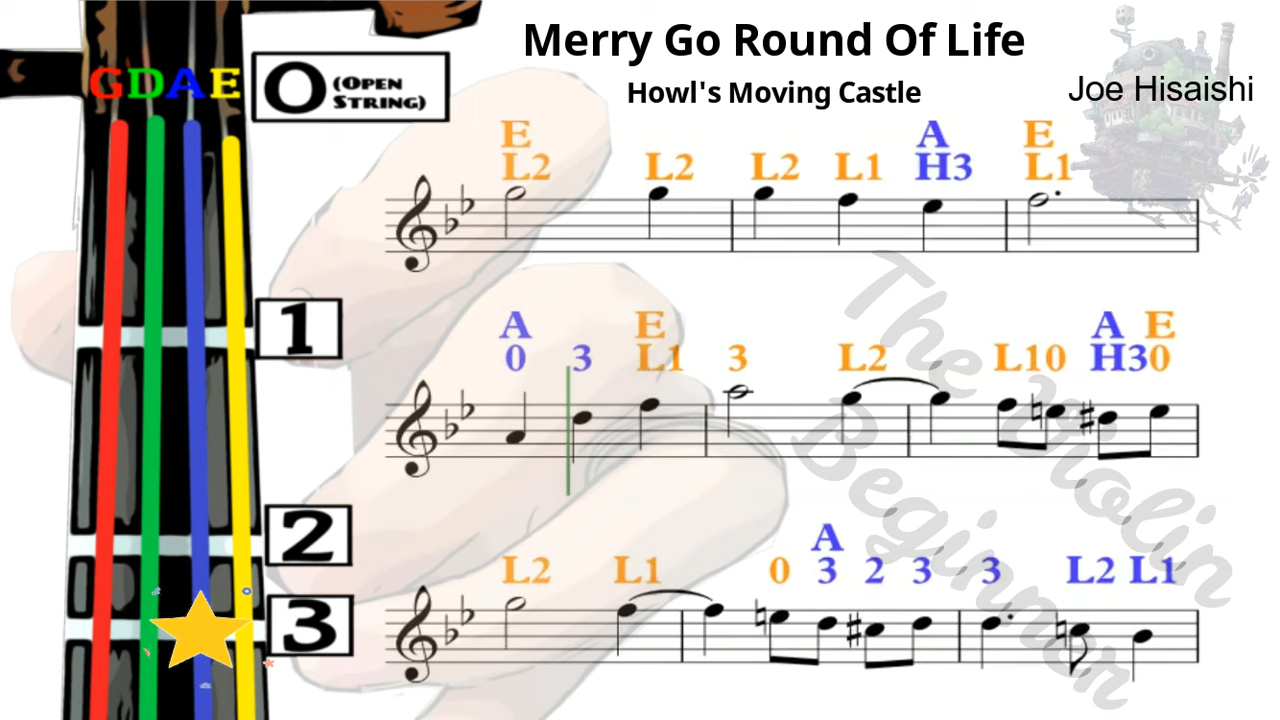 Merry Go Round Of Life
Howl's Moving Castle
Joe Hisaishi
G D A E
O (Open String)
1
2
3
E A E
L2 L2 L2 L1 H3 L1
A E A E
0 3 L1 3 L2 L10 H30
A
L2 L1 0 3 2 3 3 L2 L1
The Violin
Beginner